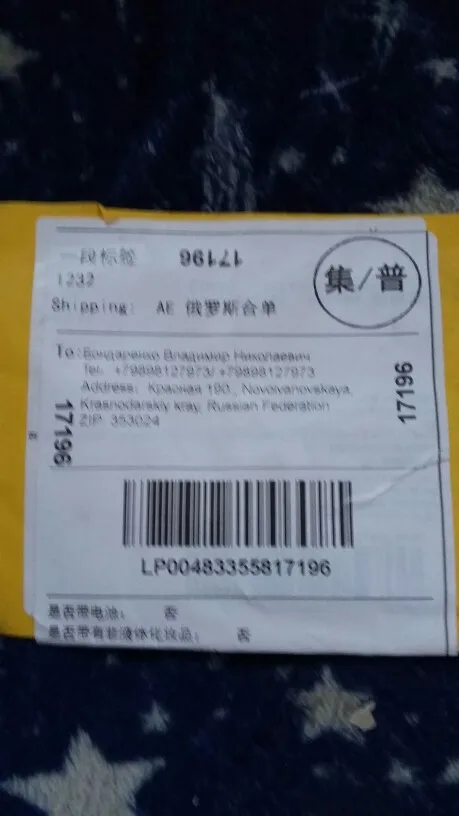 一段标签
17196
1232
集/普
Shipping: AE 俄罗斯合单
To: Бондаренко Владимир Николаевич
Tel: +79898127973/ +79898127973
Address: Красная 190., Novoivanovskaya,
Krasnodarskiy kray, Russian Federation
ZIP: 353024
17196
17196
LP00483355817196
是否带电池: 否
是否带有非液体化妆品: 否